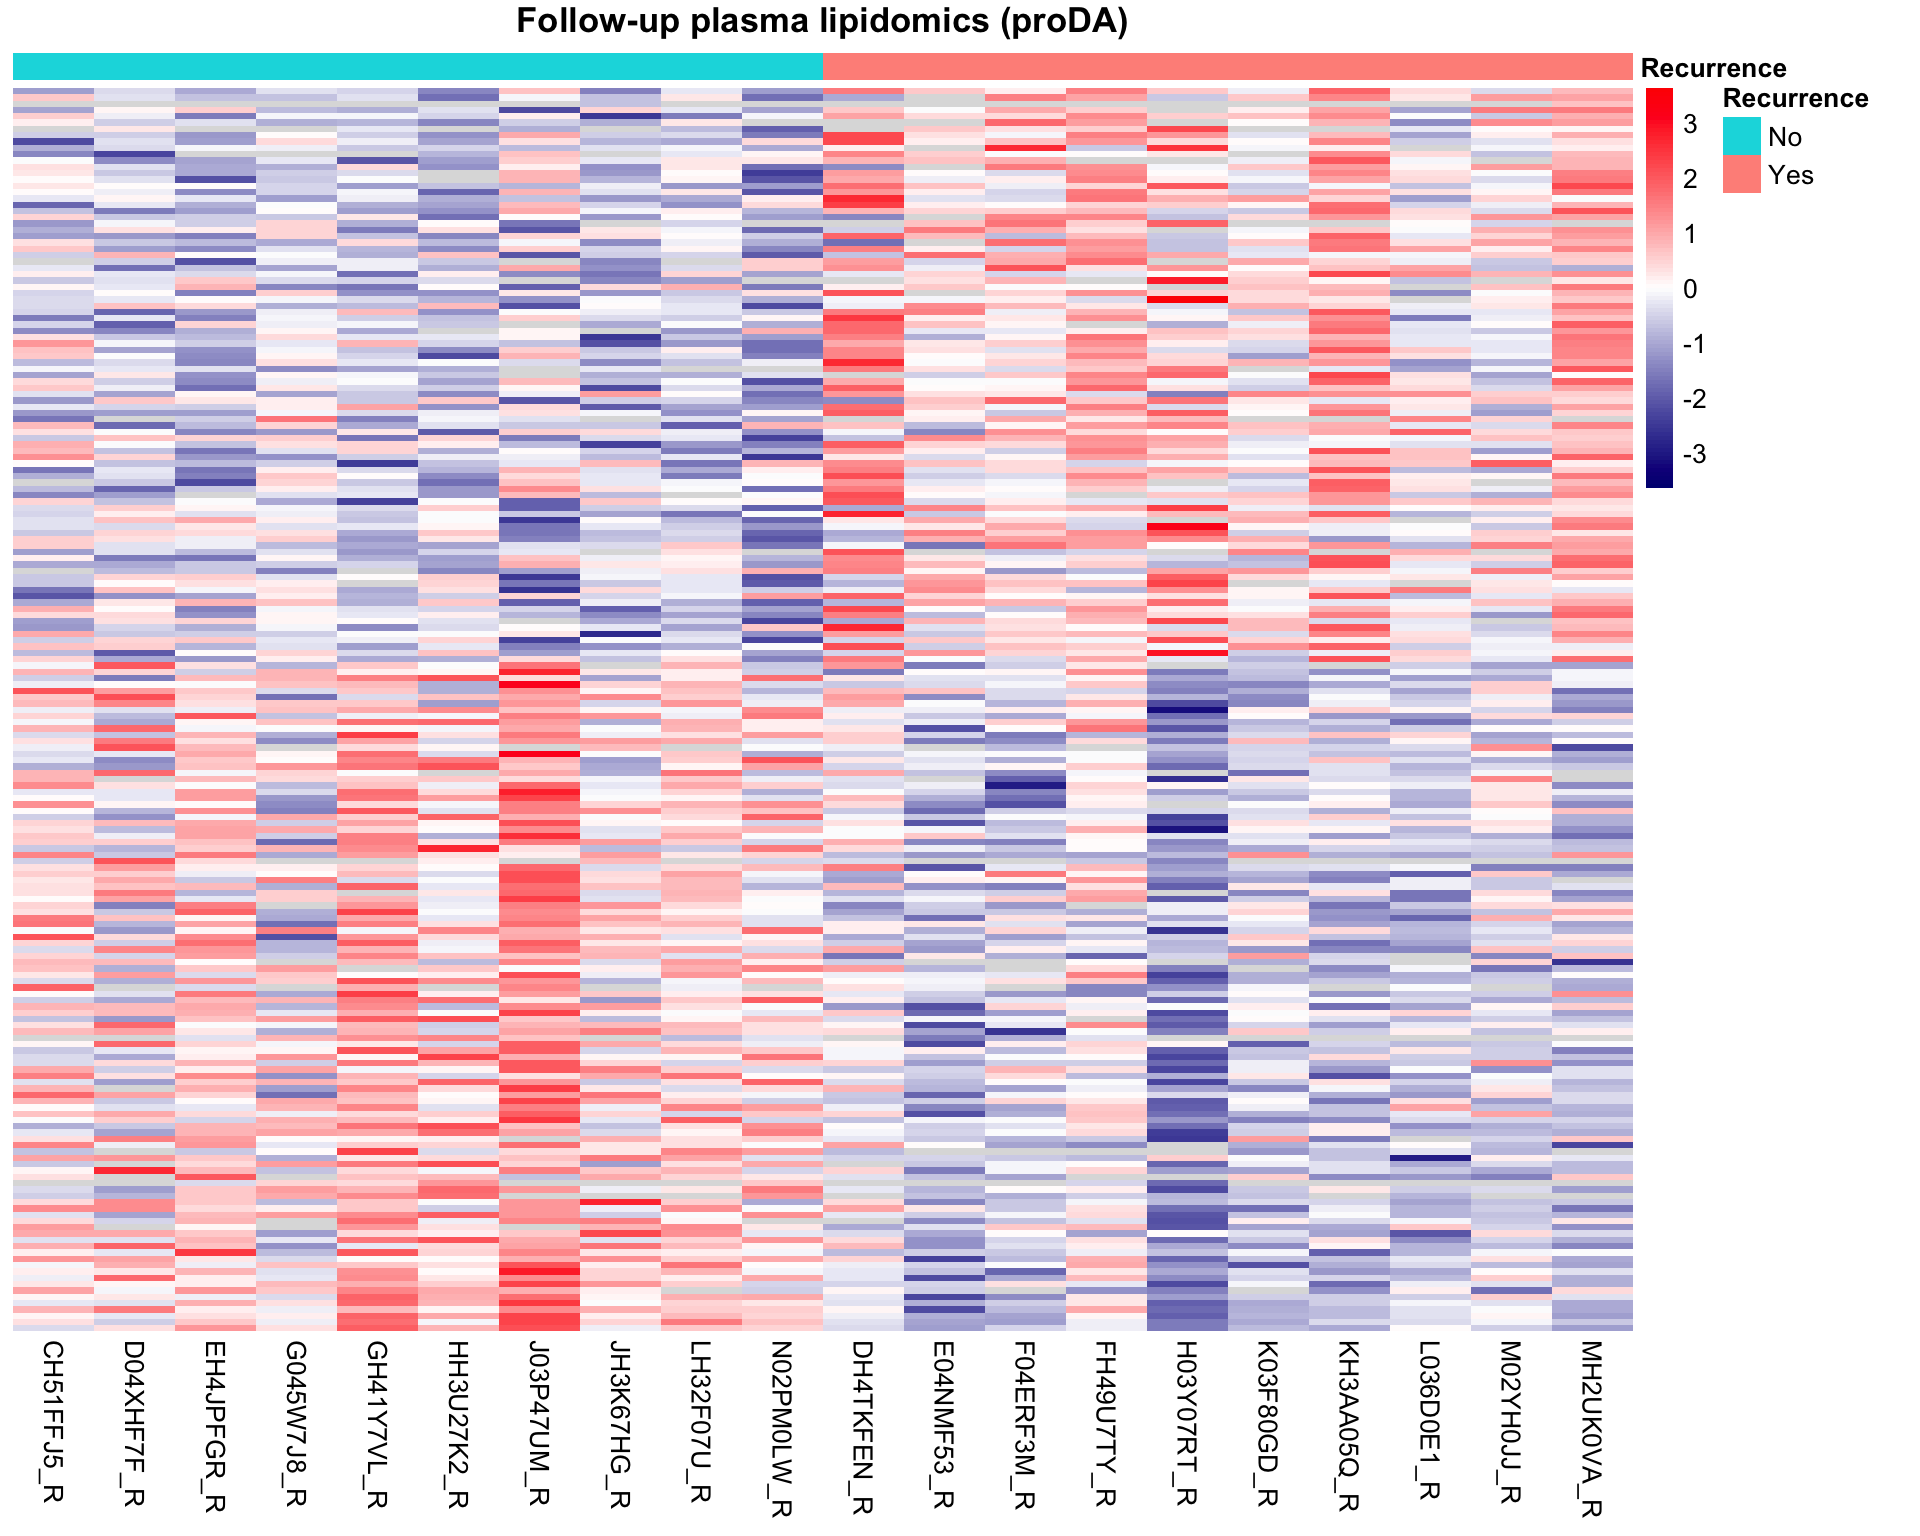 Follow-up plasma lipidomics (proDA)
Recurrence
Recurrence
No
Yes
3
2
1
0
-1
-2
-3
CH51FFJ5_R
D04XHF7F_R
EH4JPFGR_R
G045W7J8_R
GH41Y7VL_R
HH3U27K2_R
J03P47UM_R
JH3K67HG_R
LH32F07U_R
N02PM0LW_R
DH4TKFEN_R
E04NMF53_R
F04ERF3M_R
FH49U7TY_R
H03Y07RT_R
K03F80GD_R
KH3AA05Q_R
L036D0E1_R
M02YH0JJ_R
MH2UK0VA_R